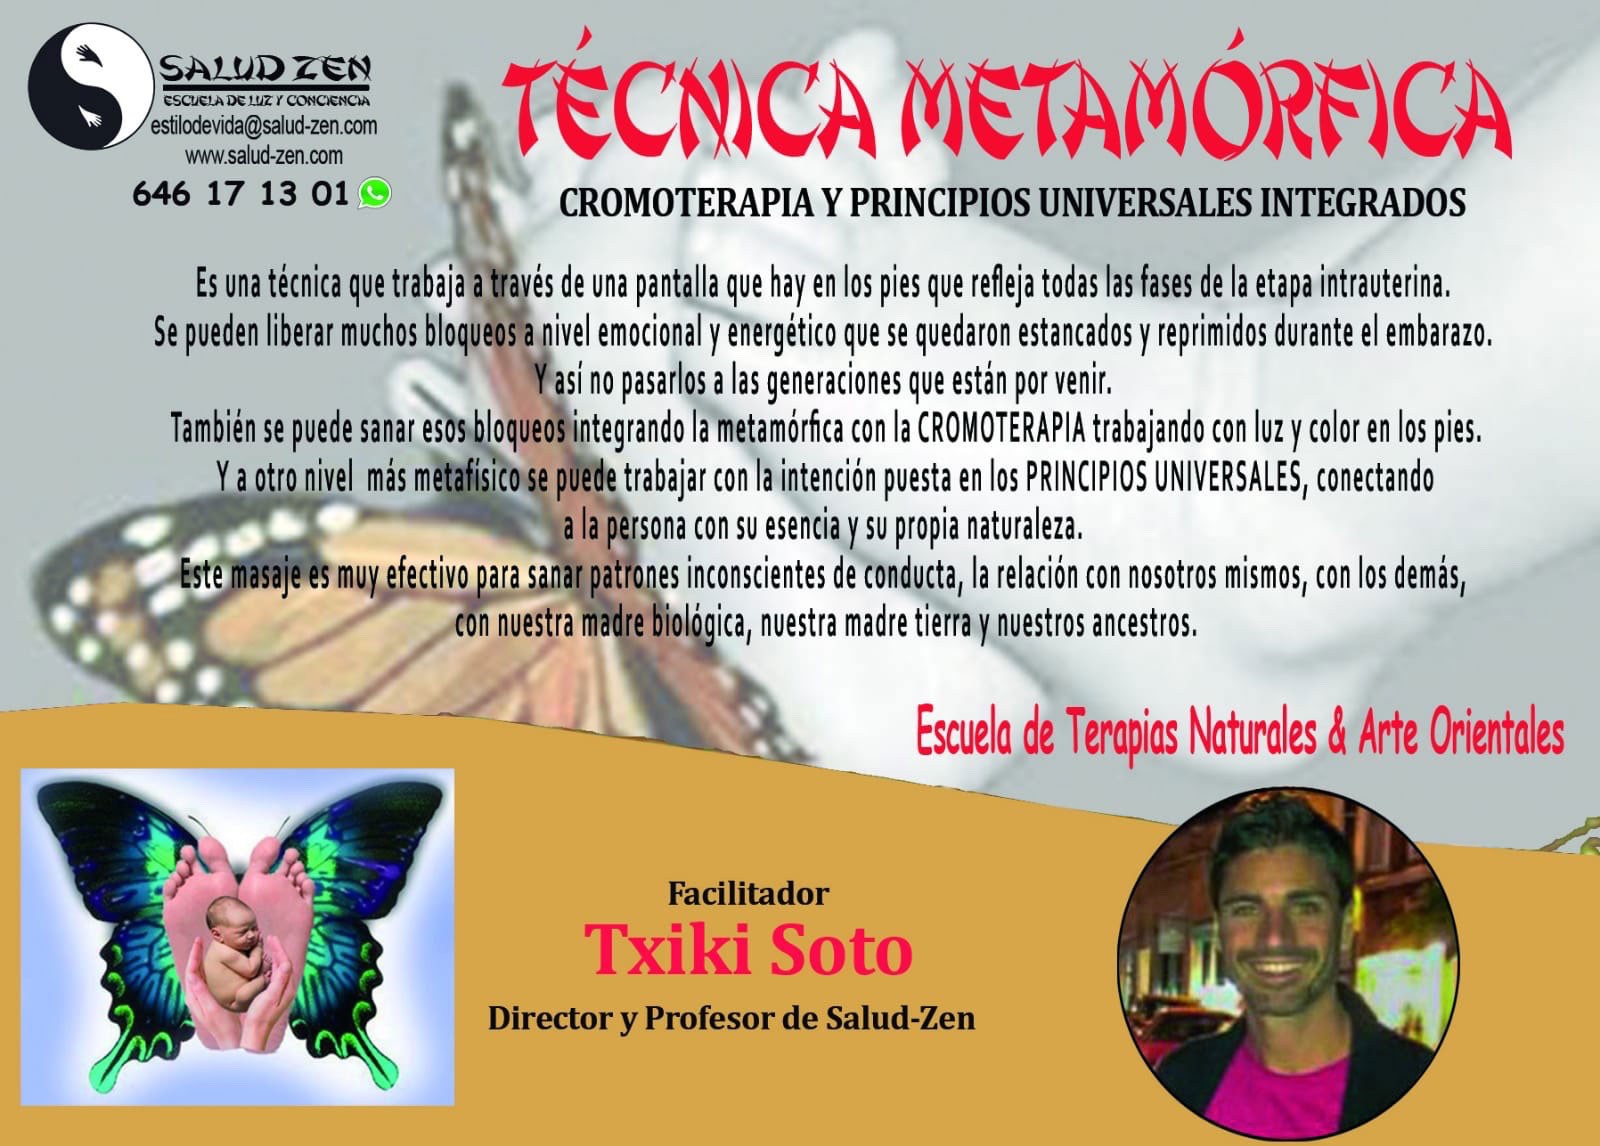 SALUD ZEN
ESCUELA DE LUZ Y CONCIENCIA
estilodevida@salud-zen.com
www.salud-zen.com
646 17 13 01
TÉCNICA METAMÓRFICA
CROMOTERAPIA Y PRINCIPIOS UNIVERSALES INTEGRADOS
Es una técnica que trabaja a través de una pantalla que hay en los pies que refleja todas las fases de la etapa intrauterina.
Se pueden liberar muchos bloqueos a nivel emocional y energético que se quedaron estancados y reprimidos durante el embarazo.
Y así no pasarlos a las generaciones que están por venir.
También se puede sanar esos bloqueos integrando la metamórfica con la CROMOTERAPIA trabajando con luz y color en los pies.
Y a otro nivel más metafísico se puede trabajar con la intención puesta en los PRINCIPIOS UNIVERSALES, conectando
a la persona con su esencia y su propia naturaleza.
Este masaje es muy efectivo para sanar patrones inconscientes de conducta, la relación con nosotros mismos, con los demás,
con nuestra madre biológica, nuestra madre tierra y nuestros ancestros.
Escuela de Terapias Naturales & Arte Orientales
Facilitador
Txiki Soto
Director y Profesor de Salud-Zen